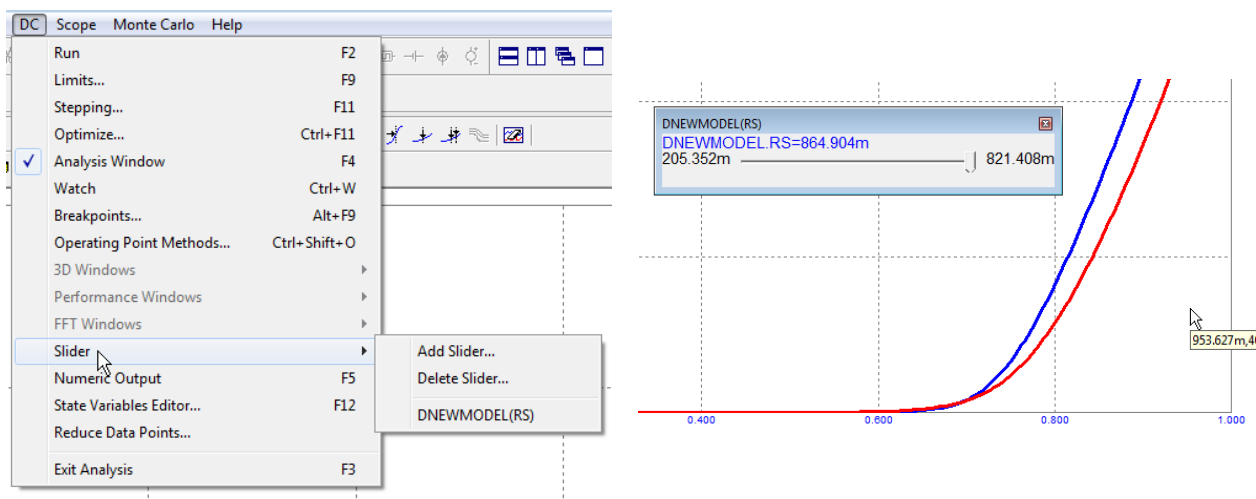 DC Scope Monte Carlo Help
Run F2
Limits... F9
Stepping... F11
Optimize... Ctrl+F11
Analysis Window F4
Watch Ctrl+W
Breakpoints... Alt+F9
Operating Point Methods... Ctrl+Shift+O
3D Windows
Performance Windows
FFT Windows
Slider
Numeric Output F5
State Variables Editor... F12
Reduce Data Points...
Exit Analysis F3
Add Slider...
Delete Slider...
DNEWMODEL(RS)
DNEWMODEL(RS)
DNEWMODEL.RS=864.904m
205.352m 821.408m
953.627m,4
0.400 0.600 0.800 1.000